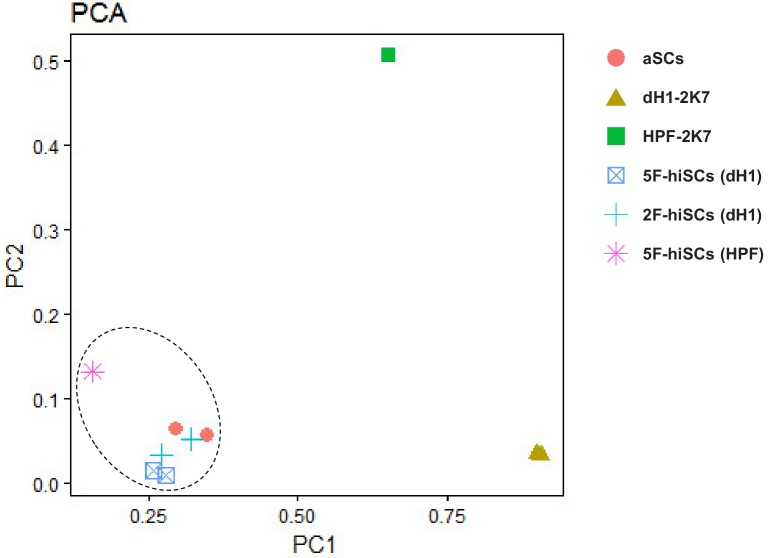 PCA
0.5
0.4
0.3
0.2
0.1
0.0
PC2
0.25
0.50
0.75
PC1
aSCs
dH1-2K7
HPF-2K7
5F-hiSCs (dH1)
2F-hiSCs (dH1)
5F-hiSCs (HPF)